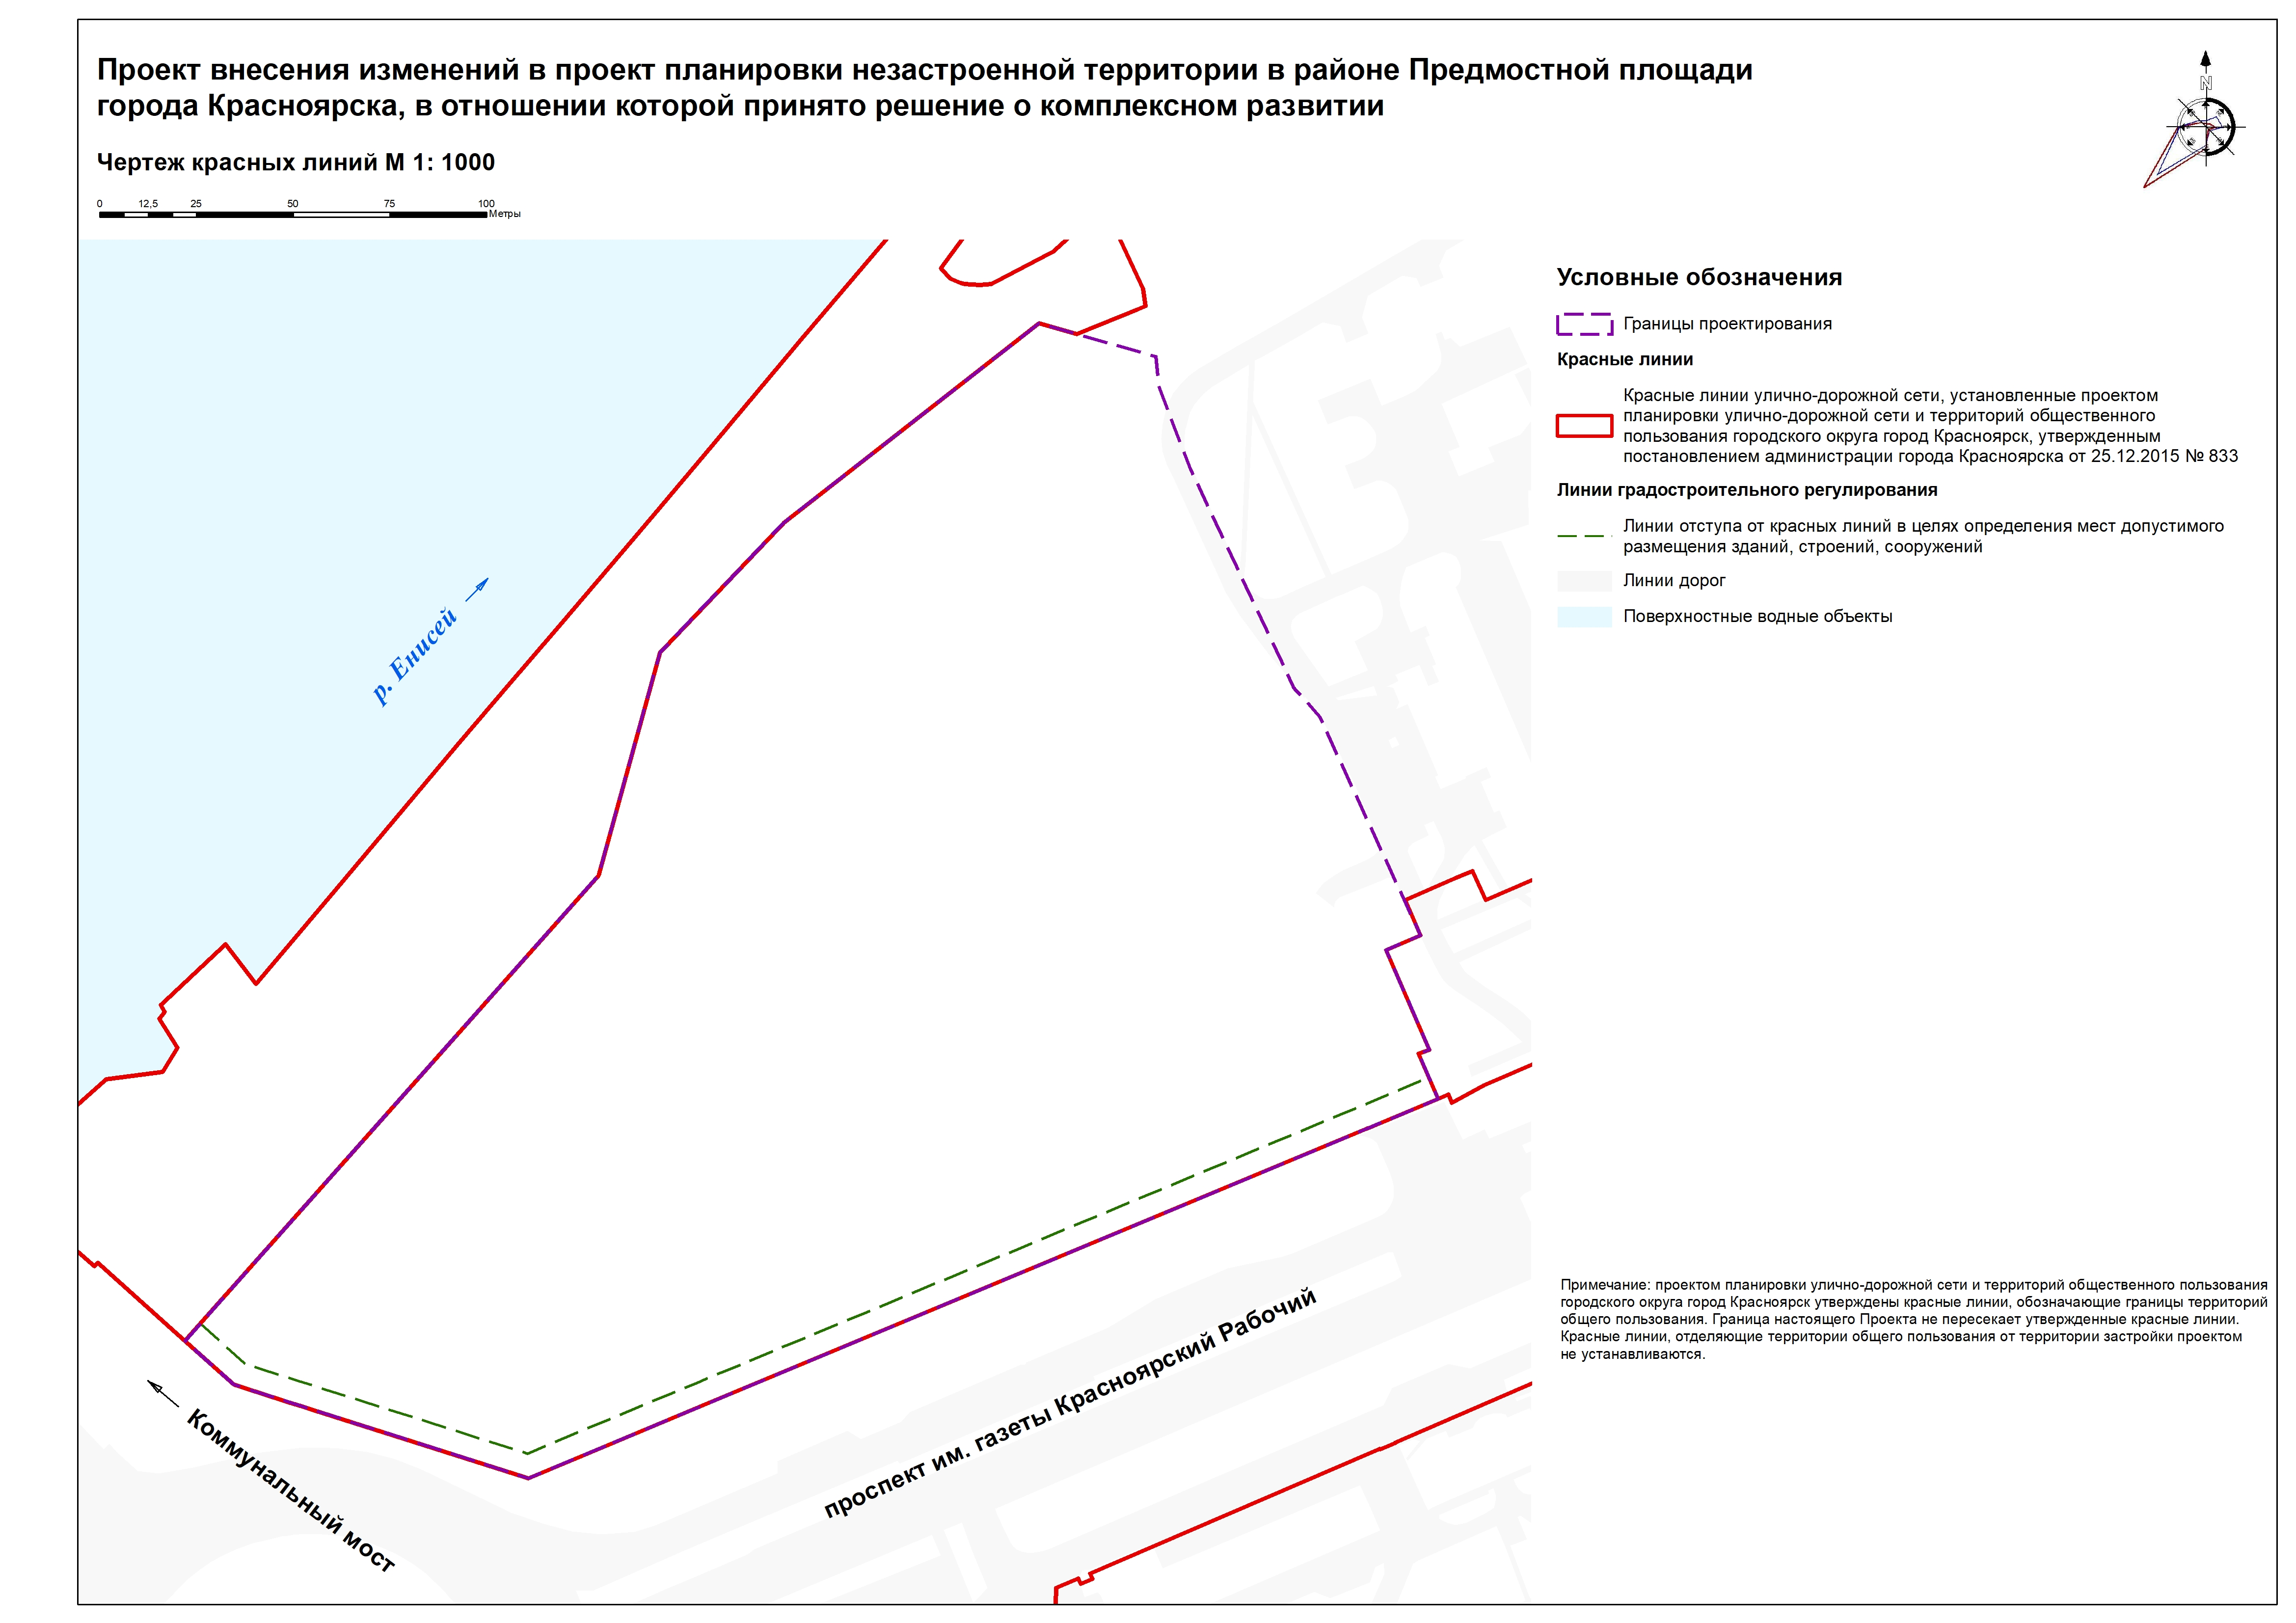 Проект внесения изменений в проект планировки незастроенной территории в районе Предмостной площади
города Красноярска, в отношении которой принято решение о комплексном развитии
N
Чертеж красных линий М 1: 1000
0 12,5 25 50 75 100
Метры
Условные обозначения
Границы проектирования
Красные линии
Красные линии улично-дорожной сети, установленные проектом
планировки улично-дорожной сети и территорий общественного
пользования городского округа город Красноярск, утвержденным
постановлением администрации города Красноярска от 25.12.2015 № 833
Линии градостроительного регулирования
Линии отступа от красных линий в целях определения мест допустимого
размещения зданий, строений, сооружений
Линии дорог
Поверхностные водные объекты
р. Енисей
Примечание: проектом планировки улично-дорожной сети и территорий общественного пользования
городского округа город Красноярск утверждены красные линии, обозначающие границы территорий
общего пользования. Граница настоящего Проекта не пересекает утвержденные красные линии.
Красные линии, отделяющие территории общего пользования от территории застройки проектом
не устанавливаются.
проспект им. газеты Красноярский Рабочий
Коммунальный мост